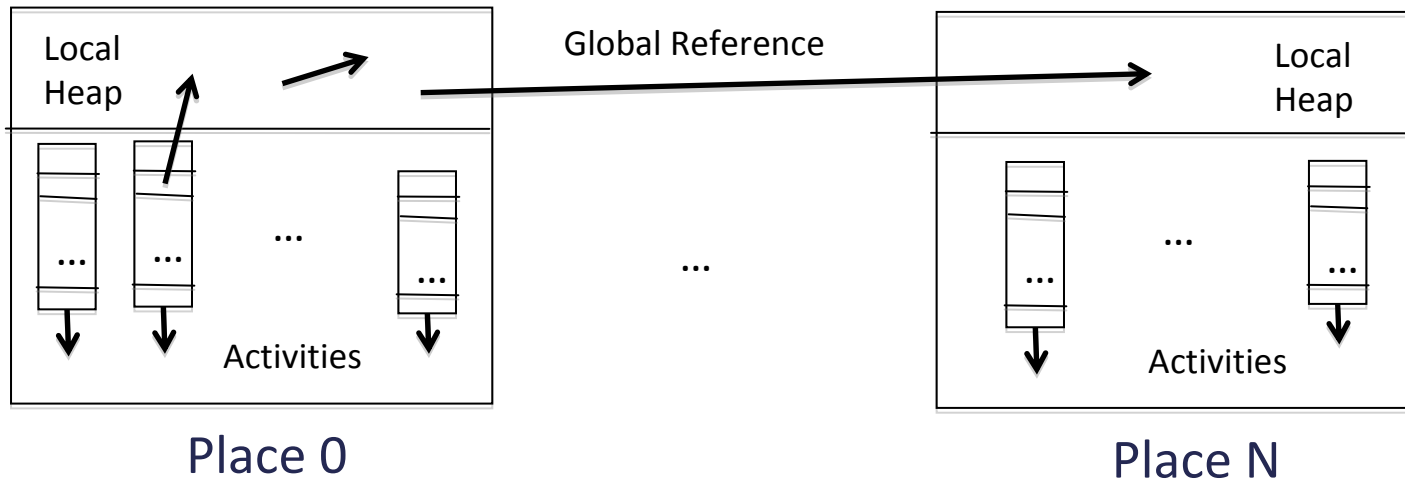 Local
Heap
Global Reference
Local
Heap
...
...
...
...
...
...
...
...
Activities
Activities
Place 0
Place N